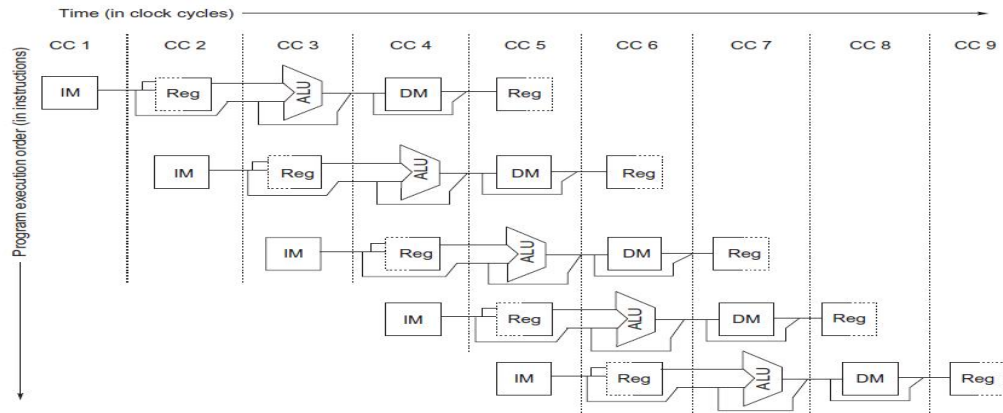 Time (in clock cycles)
CC 1 CC 2 CC 3 CC 4 CC 5 CC 6 CC 7 CC 8 CC 9
Program execution order (in instructions)
IM Reg ALU DM Reg
IM Reg ALU DM Reg
IM Reg ALU DM Reg
IM Reg ALU DM Reg
IM Reg ALU DM Reg